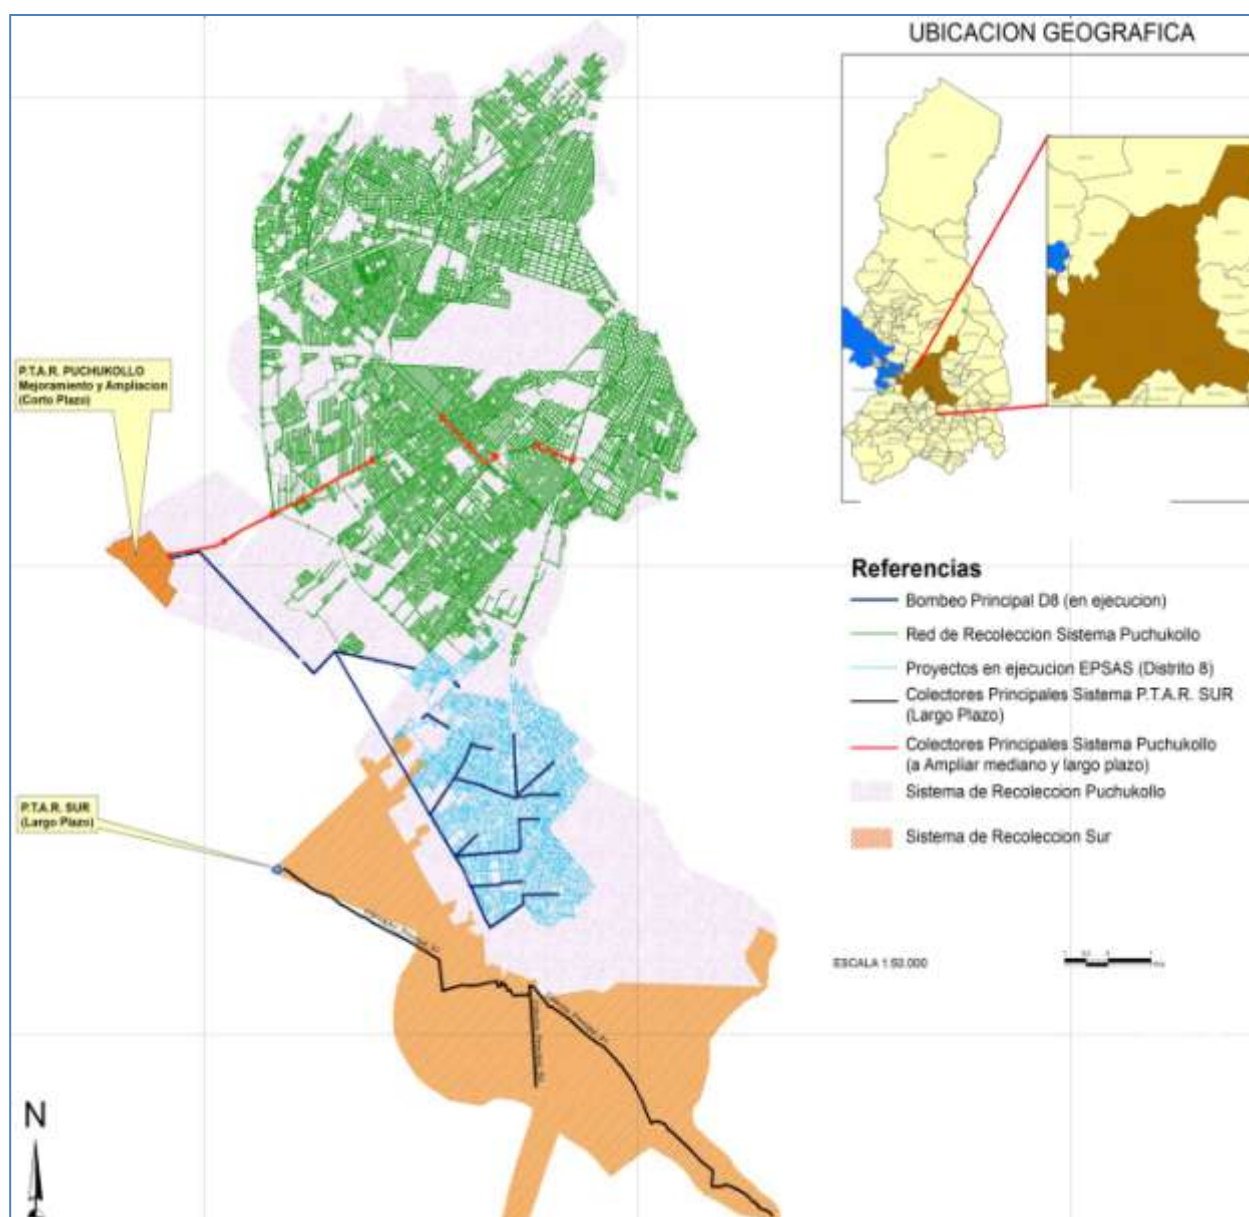 UBICACION GEOGRAFICA
P.T.A.R. PUCHUKOLLO
Mejoramiento y Ampliacion
(Corto Plazo)
Referencias
Bombeo Principal D8 (en ejecucion)
Red de Recoleccion Sistema Puchukollo
Proyectos en ejecucion EPSAS (Distrito 8)
Colectores Principales Sistema P.T.A.R. SUR
(Largo Plazo)
Colectores Principales Sistema Puchukollo
(a Ampliar mediano y largo plazo)
Sistema de Recoleccion Puchukollo
Sistema de Recoleccion Sur
P.T.A.R. SUR
(Largo Plazo)
ESCALA 1:50.000
N